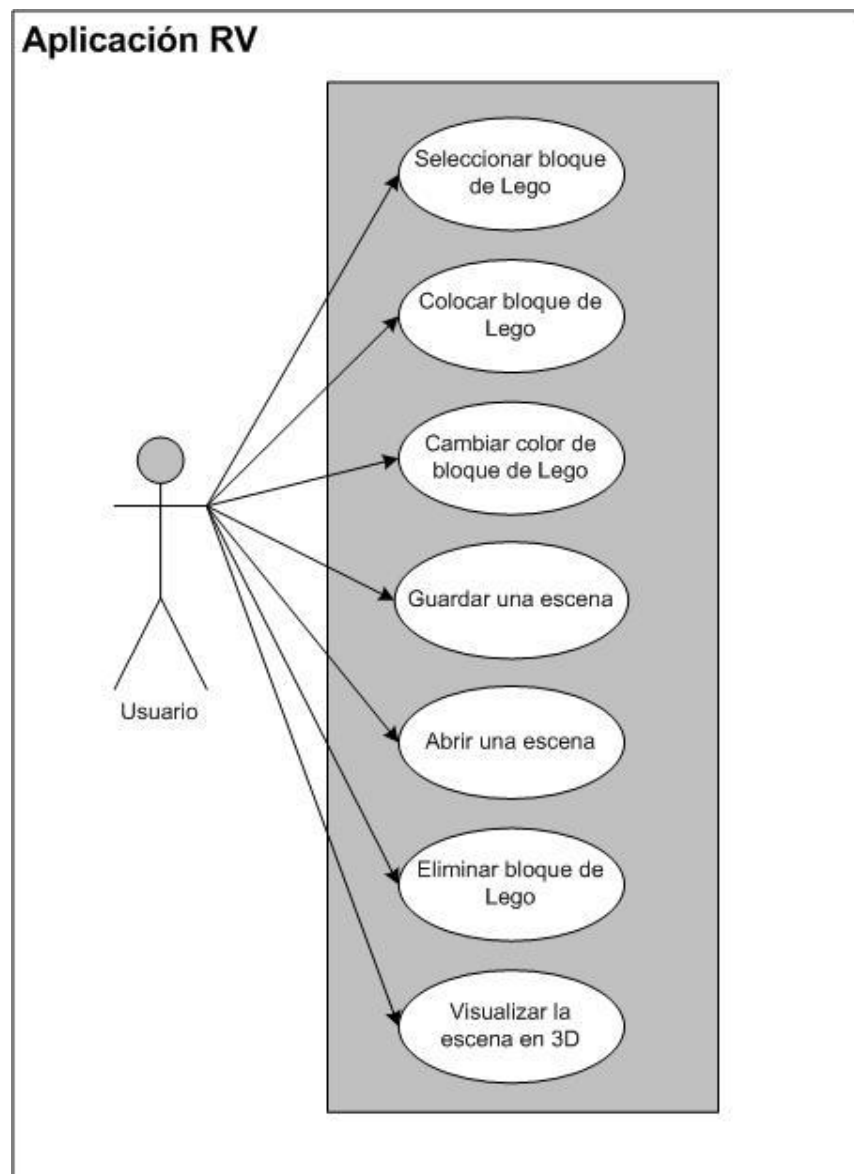 Aplicación RV
Seleccionar bloque
de Lego
Colocar bloque de
Lego
Cambiar color de
bloque de Lego
Guardar una escena
Usuario
Abrir una escena
Eliminar bloque de
Lego
Visualizar la
escena en 3D